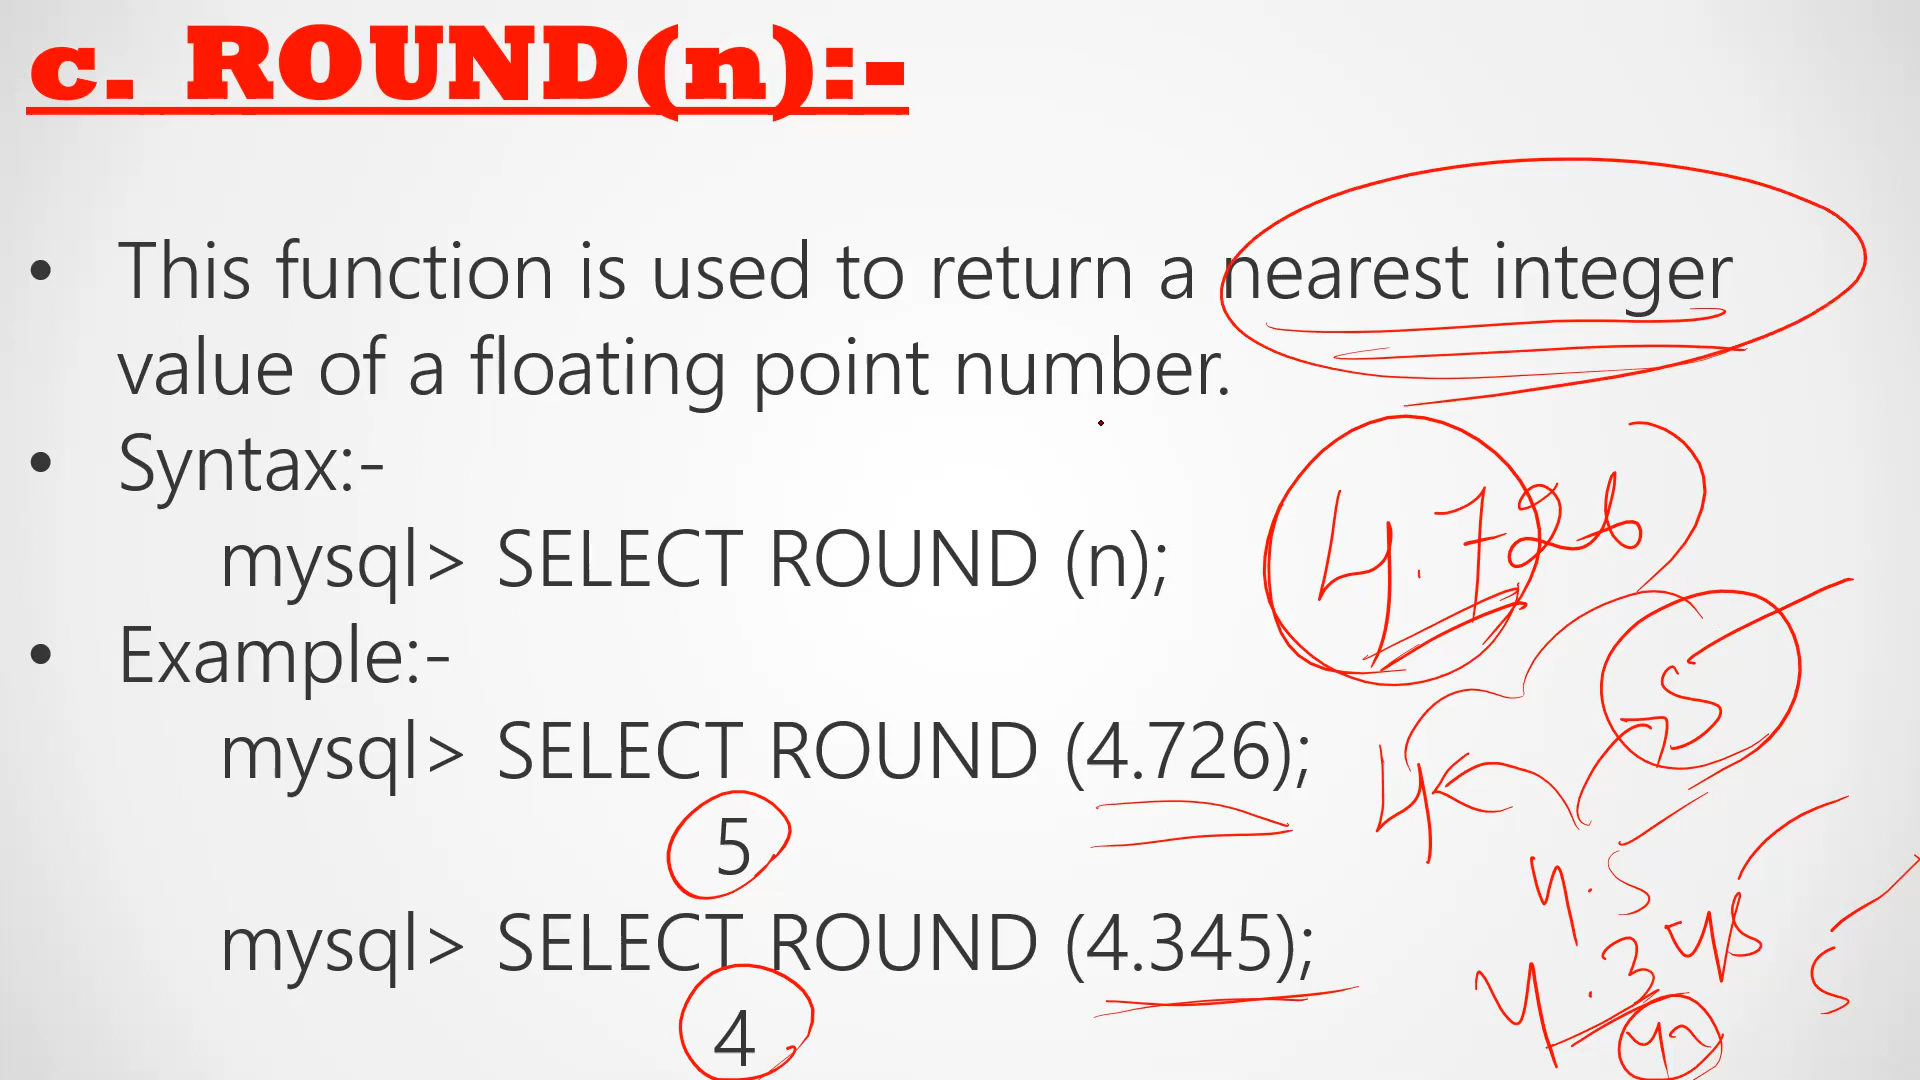 c. ROUND(n):-
• This function is used to return a nearest integer
value of a floating point number.
• Syntax:-
mysql> SELECT ROUND (n);
4.726
• Example:-
5
mysql> SELECT ROUND (4.726);
4
5
4.5
mysql> SELECT ROUND (4.345);
4.345
5
4